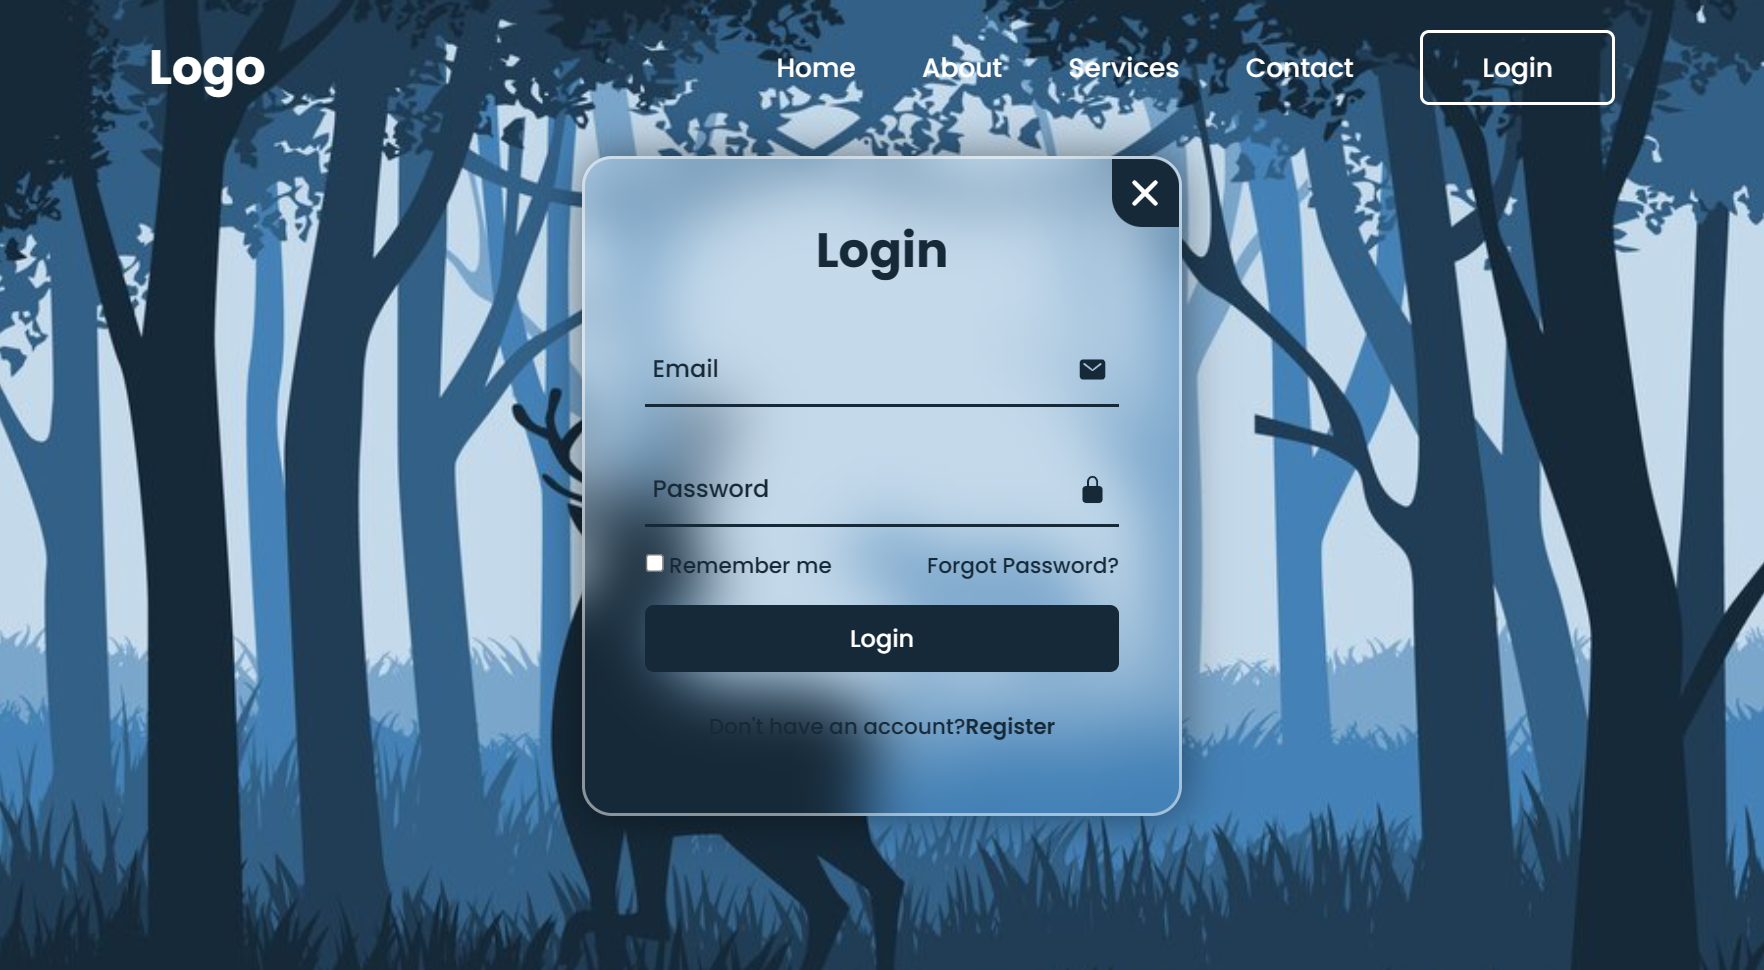 Logo
Home About Services Contact Login
Login
Email
Password
Remember me Forgot Password?
Login
Don't have an account?Register